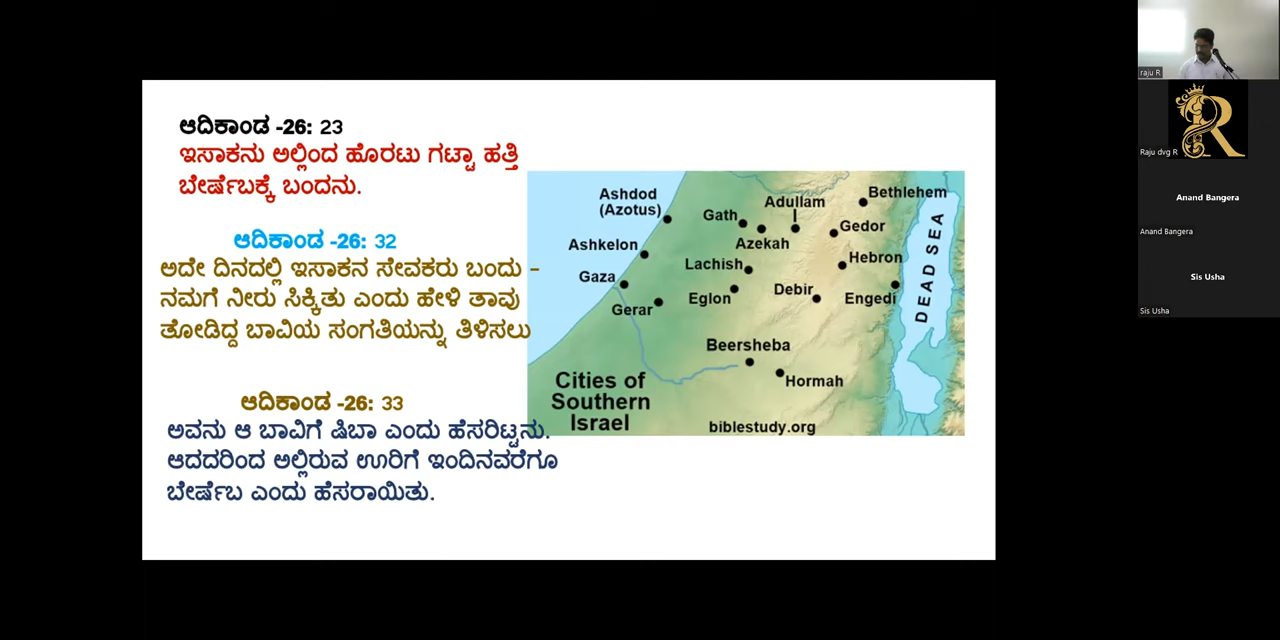 ಆದಿಕಾಂಡ -26: 23
ಇಸಾಕನು ಅಲ್ಲಿಂದ ಹೊರಟು ಗಟ್ಟಾ ಹತ್ತಿ
ಬೇರ್ಷೆಬಕ್ಕೆ ಬಂದನು.
ಆದಿಕಾಂಡ -26: 32
ಅದೇ ದಿನದಲ್ಲಿ ಇಸಾಕನ ಸೇವಕರು ಬಂದು -
ನಮಗೆ ನೀರು ಸಿಕ್ಕಿತು ಎಂದು ಹೇಳಿ ತಾವು
ತೋಡಿದ್ದ ಬಾವಿಯ ಸಂಗತಿಯನ್ನು ತಿಳಿಸಲು
ಆದಿಕಾಂಡ -26: 33
ಅವನು ಆ ಬಾವಿಗೆ ಷಿಬಾ ಎಂದು ಹೆಸರಿಟ್ಟನು.
ಆದದರಿಂದ ಅಲ್ಲಿರುವ ಊರಿಗೆ ಇಂದಿನವರೆಗೂ
ಬೇರ್ಷೆಬ ಎಂದು ಹೆಸರಾಯಿತು.
Ashdod
(Azotus)
Gath
Adullam
Bethlehem
Azekah
Gedor
Ashkelon
Lachish
Hebron
Gaza
Eglon
Debir
Engedi
Gerar
DEAD SEA
Beersheba
Hormah
Cities of
Southern
Israel
biblestudy.org
raju R
R
Raju dvg R
Anand Bangera
Anand Bangera
Sis Usha
Sis Usha